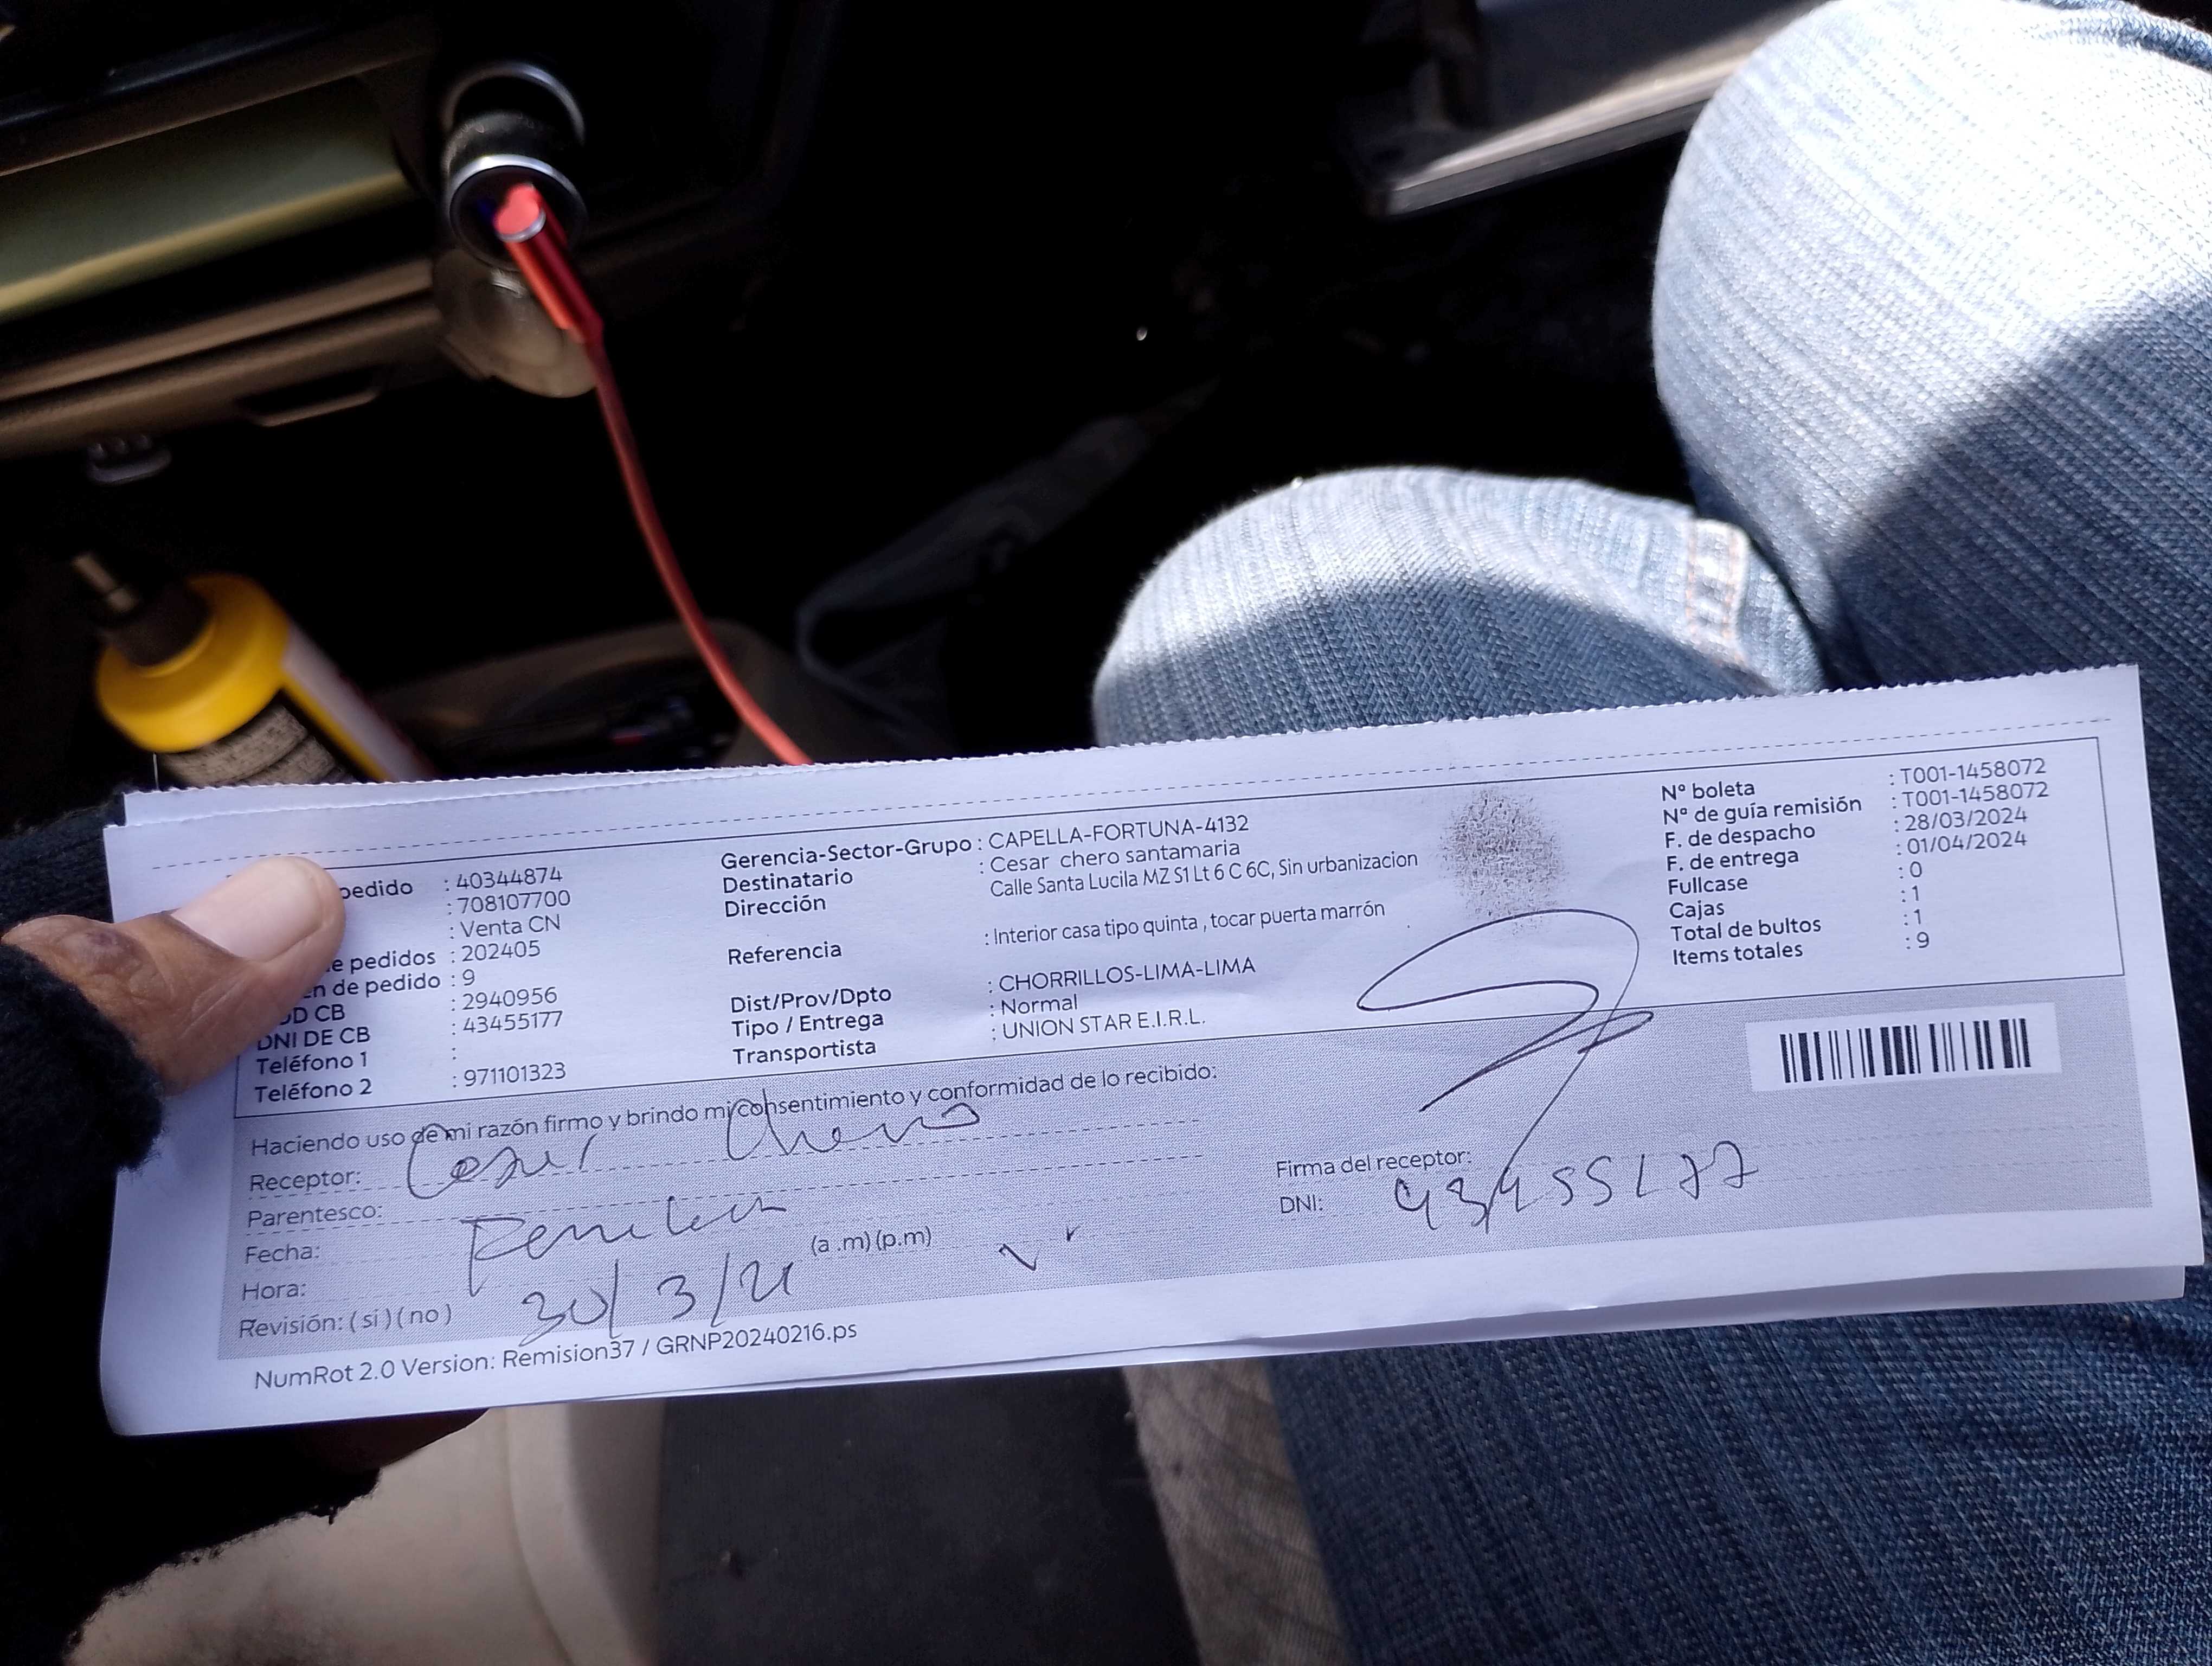 pedido : 40344874
: 708107700
: Venta CN
e pedidos : 202405
n de pedido : 9
D CB : 2940956
DNI DE CB : 43455177
Teléfono 1 :
Teléfono 2 : 971101323
Gerencia-Sector-Grupo : CAPELLA-FORTUNA-4132
Destinatario : Cesar chero santamaria
Dirección Calle Santa Lucila MZ S1 Lt 6 C 6C, Sin urbanizacion
Referencia : Interior casa tipo quinta , tocar puerta marrón
Dist/Prov/Dpto : CHORRILLOS-LIMA-LIMA
Tipo / Entrega : Normal
Transportista : UNION STAR E.I.R.L.
Nº boleta : T001-1458072
Nª de guía remisión : T001-1458072
F. de despacho : 28/03/2024
F. de entrega : 01/04/2024
Fullcase : 0
Cajas : 1
Total de bultos : 1
Items totales : 9
Haciendo uso de mi razón firmo y brindo mi consentimiento y conformidad de lo recibido:
Receptor: Cesar Chero
Parentesco:
Fecha:
Hora: (a .m) (p.m)
Revisión: ( si ) ( no ) 30/3/24
Firma del receptor:
DNI: 43455177
NumRot 2.0 Version: Remision37 / GRNP20240216.ps